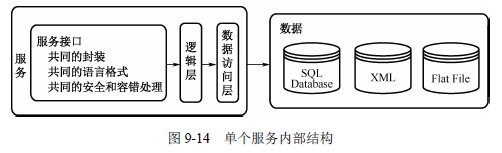 服务
服务接口
共同的封装
共同的语言格式
共同的安全和容错处理
逻辑层
数据访问层
数据
SQL
Database
XML
Flat File
图 9-14 单个服务内部结构